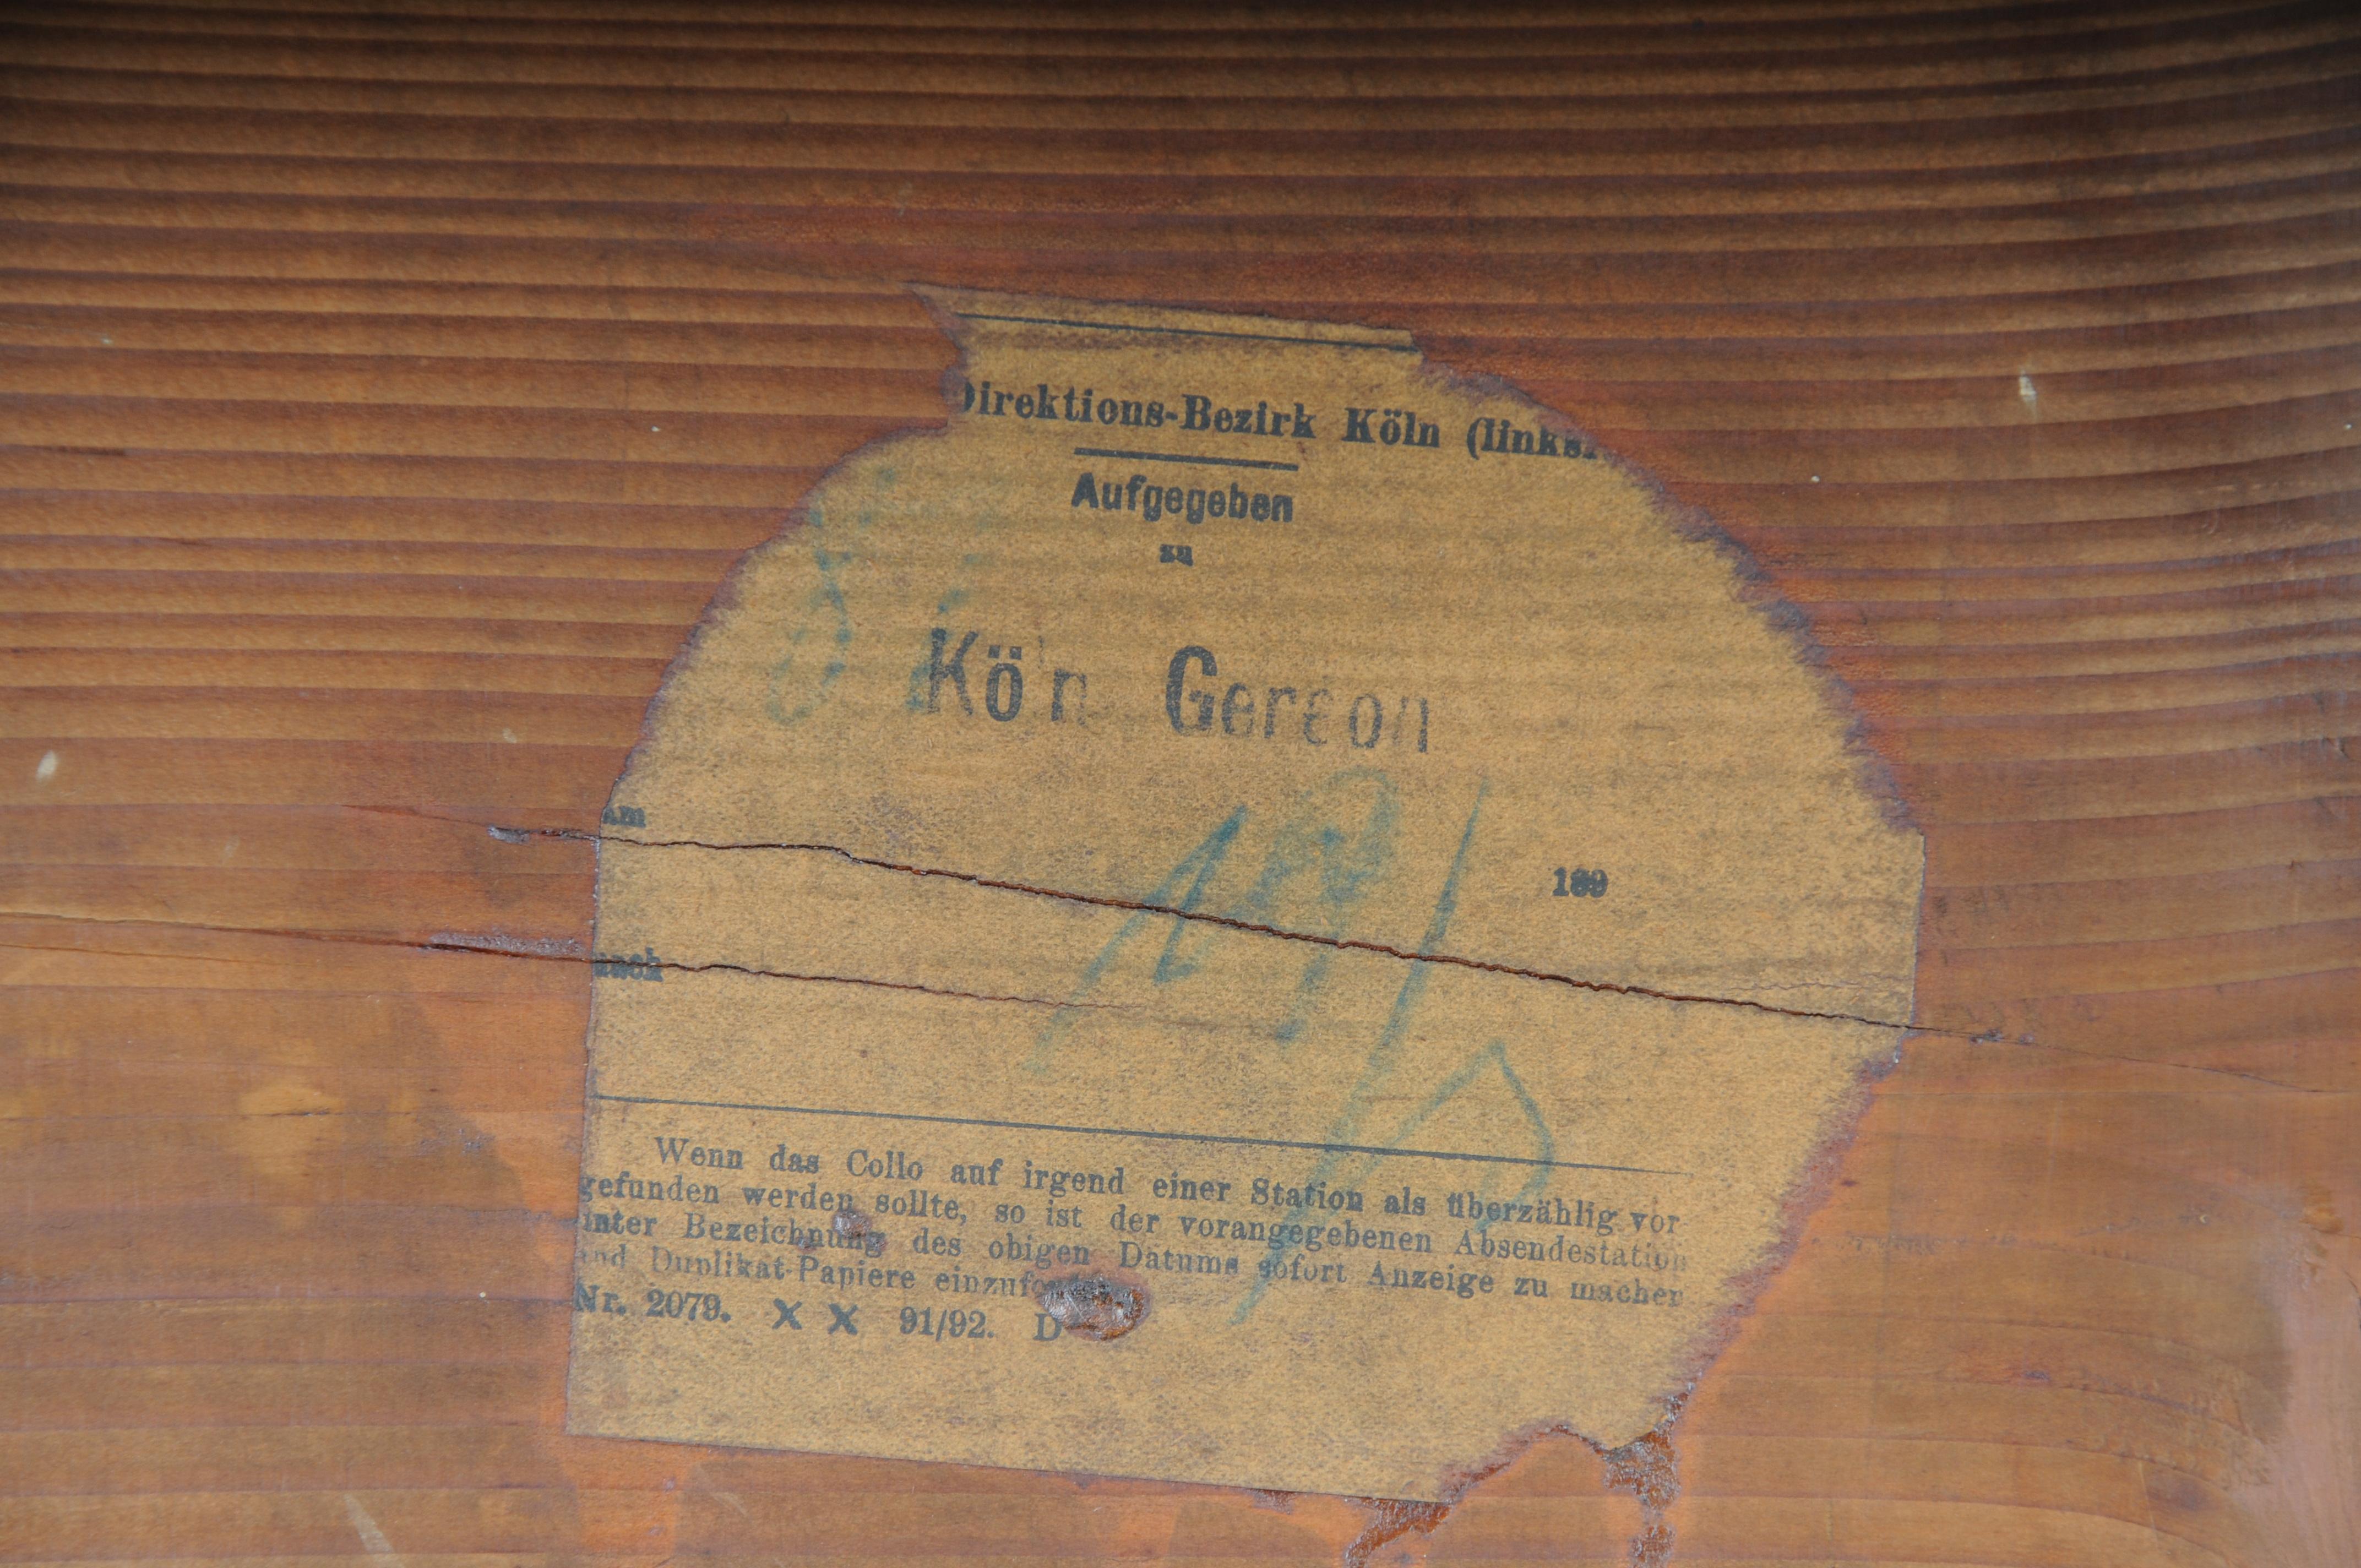 Direktions-Bezirk Köln (linksr
Aufgegeben
zu
Köln Gereon
am
189
nach
Wenn das Collo auf irgend einer Station als überzählig vor
gefunden werden sollte, so ist der vorangegebenen Absendestation
unter Bezeichnung des obigen Datums sofort Anzeige zu machen
und Duplikat-Papiere
Nr. 2079. X X 91/92. D